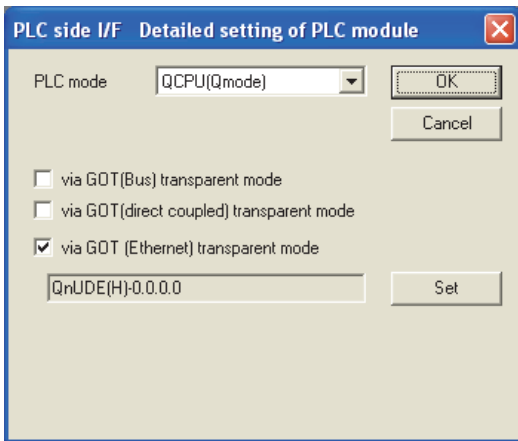 PLC side I/F Detailed setting of PLC module
PLC mode QCPU(Qmode) OK
Cancel
via GOT(Bus) transparent mode
via GOT(direct coupled) transparent mode
via GOT (Ethernet) transparent mode
QnUDE(H)-0.0.0.0 Set